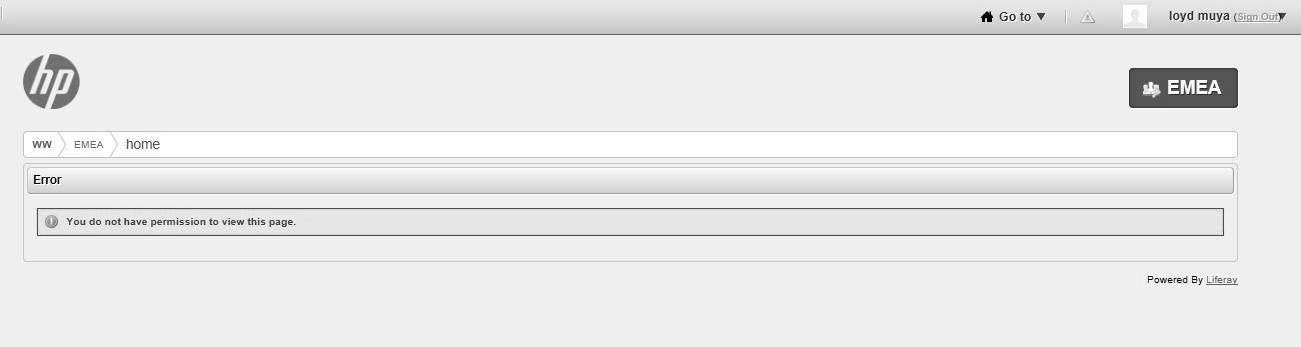 Go to
loyd muya (Sign Out)
hp
EMEA
WW EMEA home
Error
You do not have permission to view this page.
Powered By Liferay